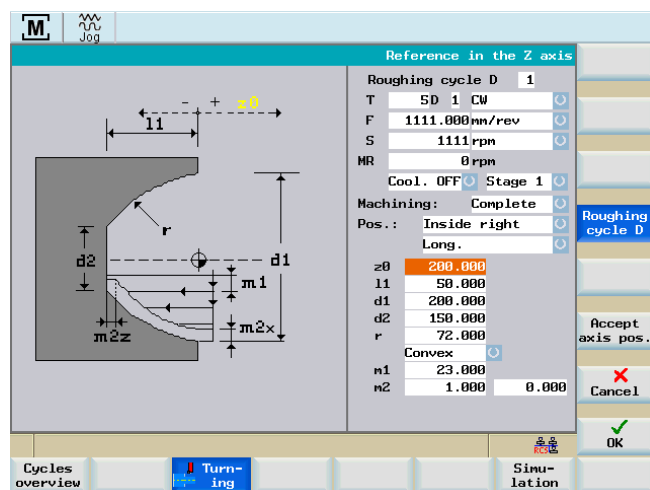 M
Jog
Reference in the Z axis
Roughing cycle D 1
T 5 D 1 CW
F 1111.000 mm/rev
S 1111 rpm
MR 0 rpm
Cool. OFF Stage 1
Machining: Complete
Pos.: Inside right
Long.
z0 200.000
l1 50.000
d1 200.000
d2 150.000
r 72.000
Convex
m1 23.000
m2 1.000 0.000
- + z0
l1
r
d2
d1
m1
m2x
m2z
Roughing
cycle D
Accept
axis pos.
Cancel
OK
RCS
Cycles
overview
Turn-
ing
Simu-
lation